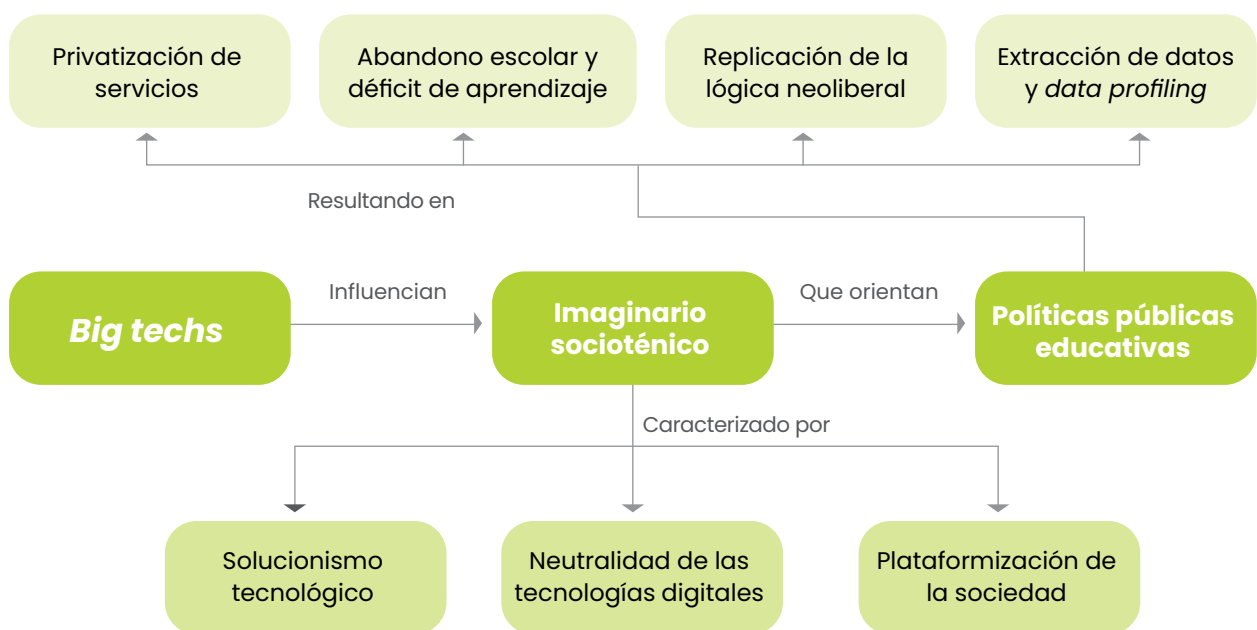 Privatización de
servicios
Abandono escolar y
déficit de aprendizaje
Replicación de la
lógica neoliberal
Extracción de datos
y data profiling
Resultando en
Big techs
Influencian
Imaginario
socioténico
Que orientan
Políticas públicas
educativas
Caracterizado por
Solucionismo
tecnológico
Neutralidad de las
tecnologías digitales
Plataformización de
la sociedad